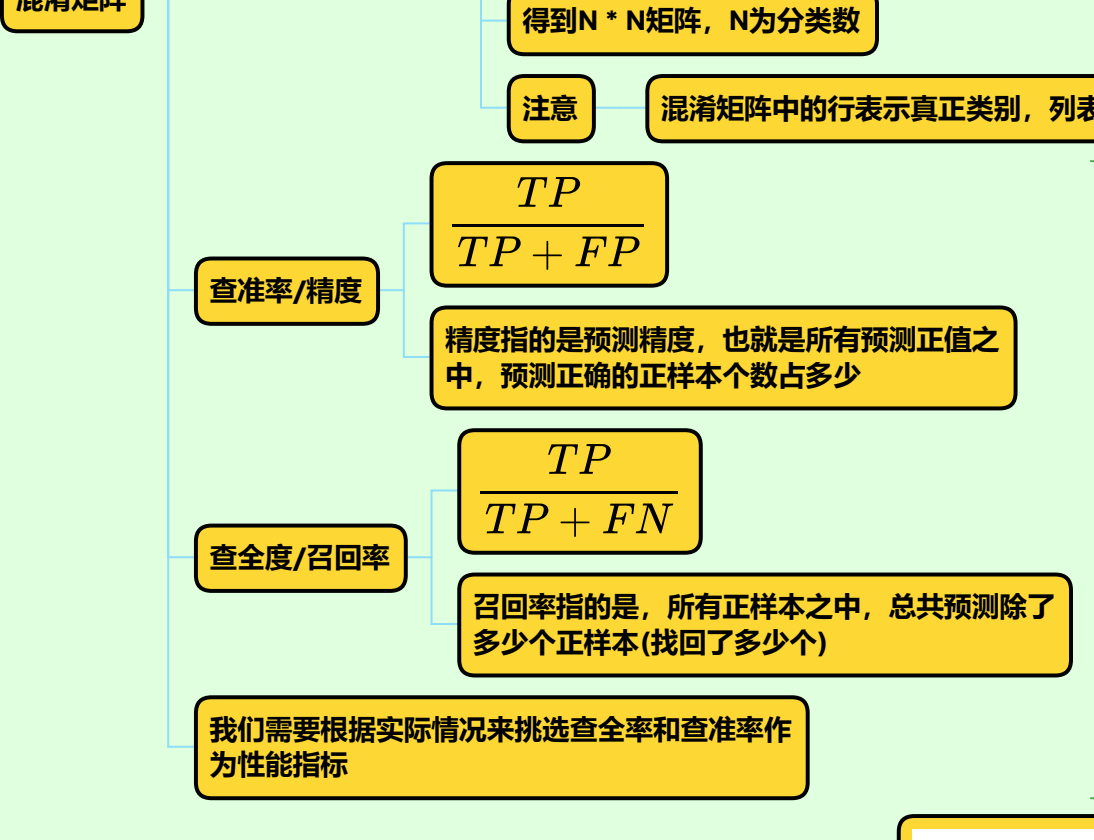 混淆矩阵
得到N * N矩阵，N为分类数
注意
混淆矩阵中的行表示真正类别，列表
查准率/精度
TP
TP + FP
精度指的是预测精度，也就是所有预测正值之
中，预测正确的正样本个数占多少
查全度/召回率
TP
TP + FN
召回率指的是，所有正样本之中，总共预测除了
多少个正样本(找回了多少个)
我们需要根据实际情况来挑选查全率和查准率作
为性能指标